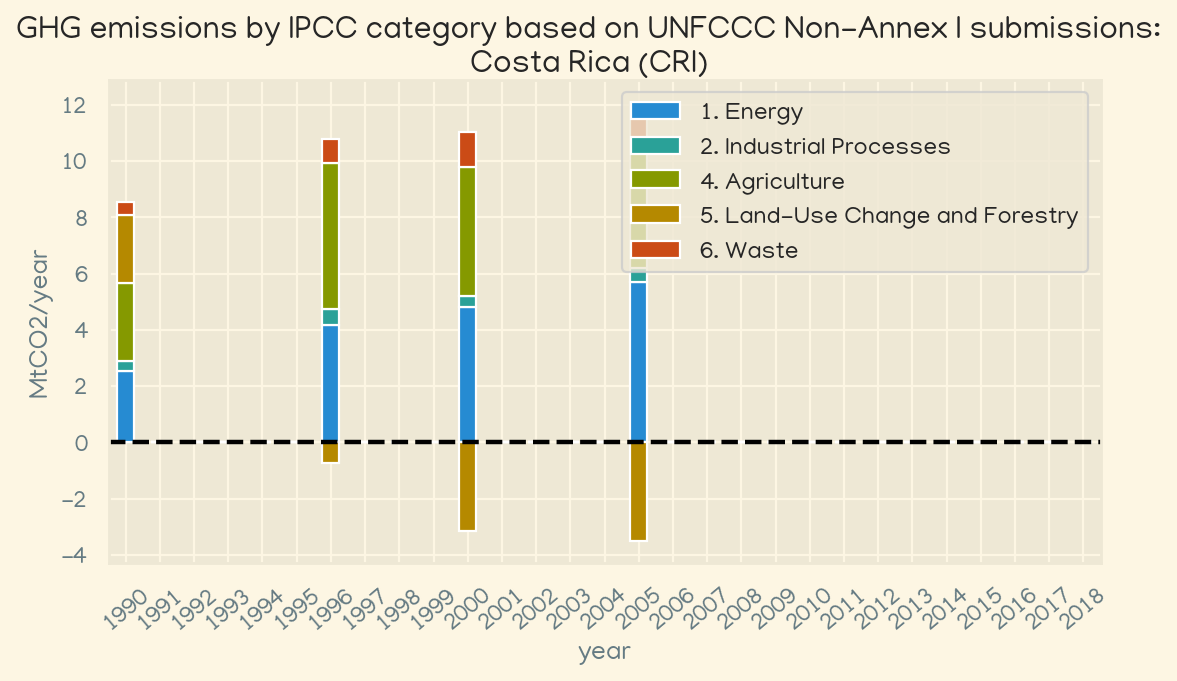 GHG emissions by IPCC category based on UNFCCC Non-Annex I submissions:
Costa Rica (CRI)
12
10
8
6
4
2
0
−2
−4
MtCO2/year
1. Energy
2. Industrial Processes
4. Agriculture
5. Land-Use Change and Forestry
6. Waste
1990 1991 1992 1993 1994 1995 1996 1997 1998 1999 2000 2001 2002 2003 2004 2005 2006 2007 2008 2009 2010 2011 2012 2013 2014 2015 2016 2017 2018
year